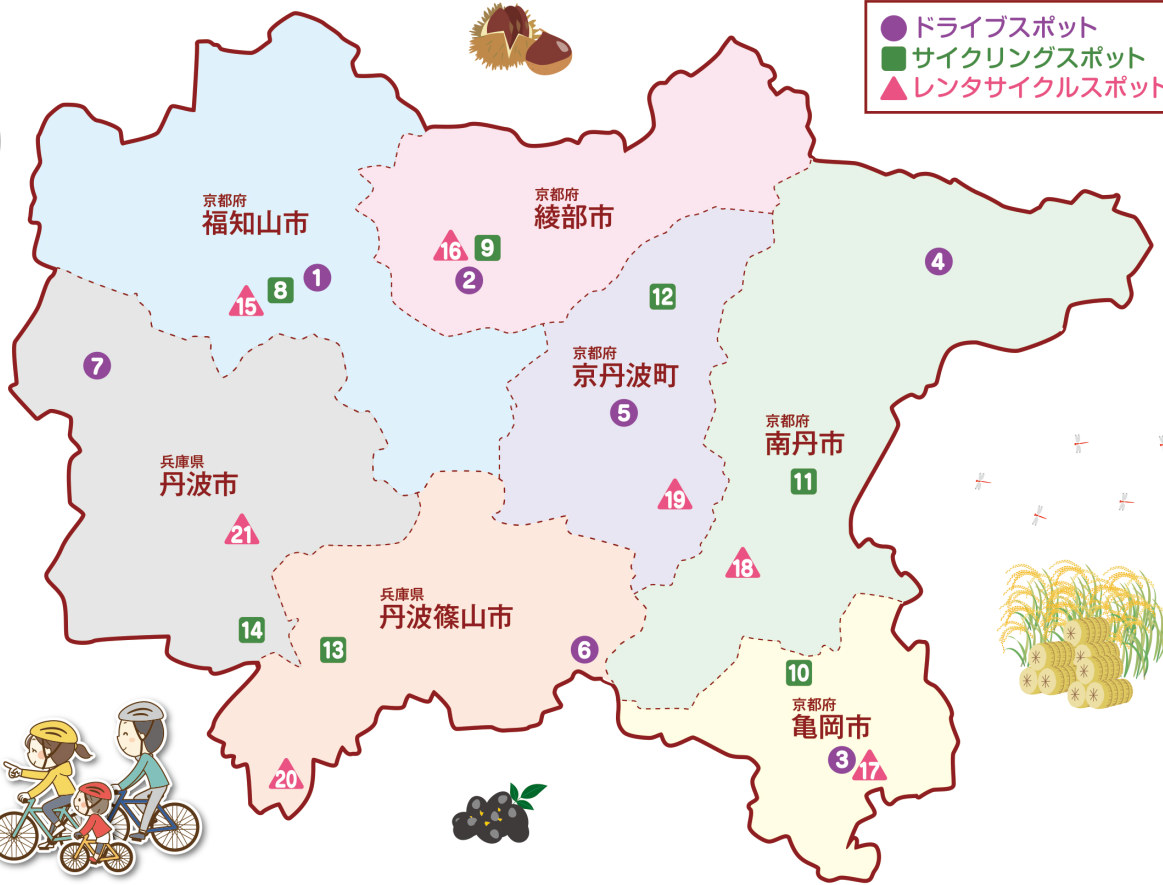 ドライブスポット
サイクリングスポット
レンタサイクルスポット
京都府
福知山市
京都府
綾部市
16
9
2
15
8
1
12
4
7
京都府
京丹波町
5
京都府
南丹市
11
兵庫県
丹波市
19
21
18
兵庫県
丹波篠山市
14
13
6
10
京都府
亀岡市
3
17
20